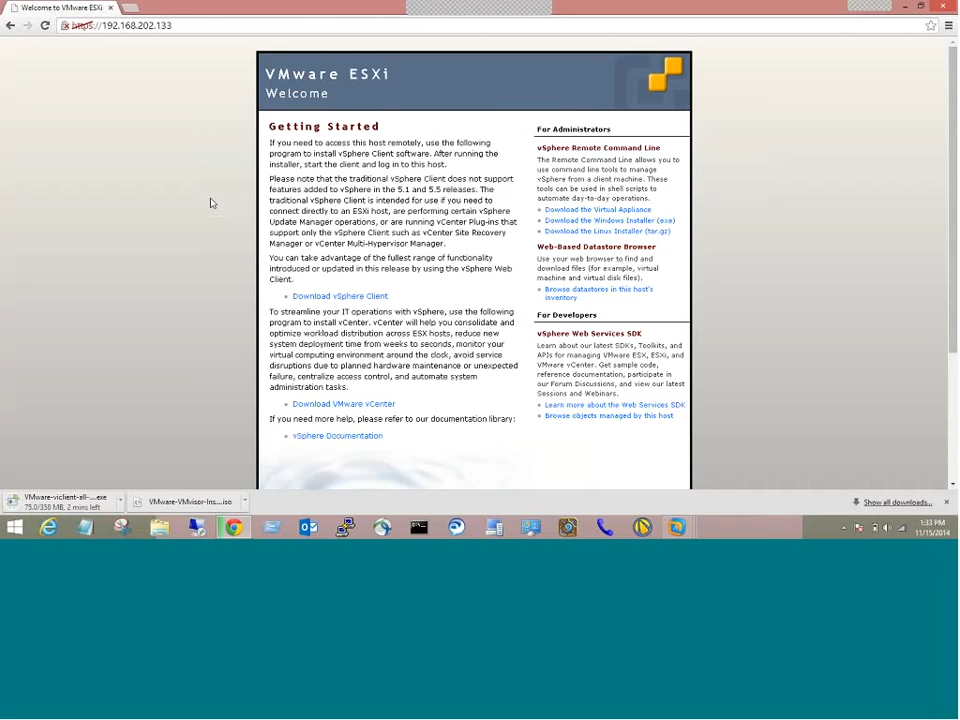 Welcome to VMware ESXi
https://192.168.202.133
VMware ESXi
Welcome
Getting Started
If you need to access this host remotely, use the following
program to install vSphere Client software. After running the
installer, start the client and log in to this host.
Please note that the traditional vSphere Client does not support
features added to vSphere in the 5.1 and 5.5 releases. The
traditional vSphere Client is intended for use if you need to
connect directly to an ESXi host, are performing certain vSphere
Update Manager operations, or are running vCenter Plug-ins that
support only the vSphere Client such as vCenter Site Recovery
Manager or vCenter Multi-Hypervisor Manager.
You can take advantage of the fullest range of functionality
introduced or updated in this release by using the vSphere Web
Client.
Download vSphere Client
To streamline your IT operations with vSphere, use the following
program to install vCenter. vCenter will help you consolidate and
optimize workload distribution across ESX hosts, reduce new
system deployment time from weeks to seconds, monitor your
virtual computing environment around the clock, avoid service
disruptions due to planned hardware maintenance or unexpected
failure, centralize access control, and automate system
administration tasks.
Download VMware vCenter
If you need more help, please refer to our documentation library:
vSphere Documentation
For Administrators
vSphere Remote Command Line
The Remote Command Line allows you to
use command line tools to manage
vSphere from a client machine. These
tools can be used in shell scripts to
automate day-to-day operations.
Download the Virtual Appliance
Download the Windows Installer (exe)
Download the Linux Installer (tar.gz)
Web-Based Datastore Browser
Use your web browser to find and
download files (for example, virtual
machine and virtual disk files).
Browse datastores in this host's
inventory
For Developers
vSphere Web Services SDK
Learn about our latest SDKs, Toolkits, and
APIs for managing VMware ESX, ESXi, and
VMware vCenter. Get sample code,
reference documentation, participate in
our Forum Discussions, and view our latest
Sessions and Webinars.
Learn more about the Web Services SDK
Browse objects managed by this host
VMware-viclient-all-....exe
75.0/358 MB, 2 mins left
VMware-VMvisor-Ins....iso
Show all downloads...
1:33 PM
11/15/2014